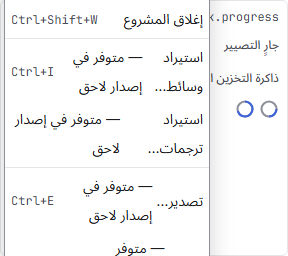 إغلاق المشروع Ctrl+Shift+W
استيراد وسائط... — متوفر في إصدار لاحق Ctrl+I
استيراد ترجمات... — متوفر في إصدار لاحق
تصدير... — متوفر في إصدار لاحق Ctrl+E
— متوفر
x.progress
جارٍ التصيير
ذاكرة التخزين ا